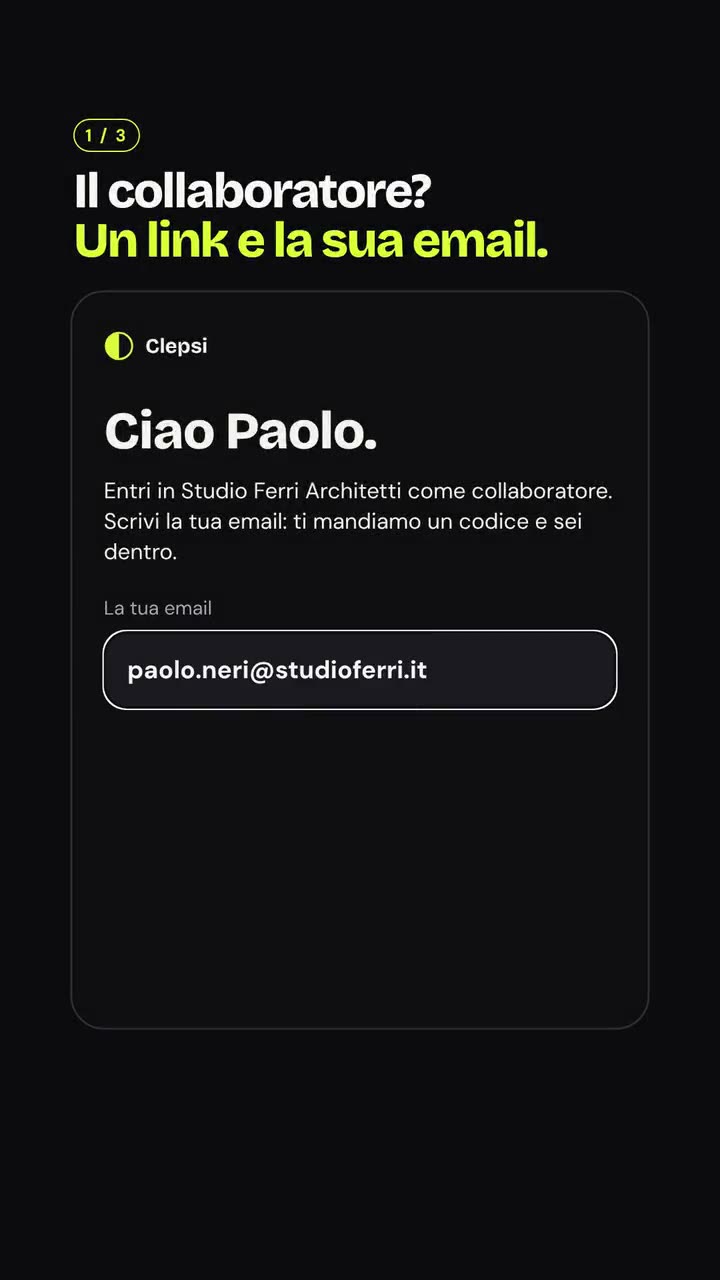 1 / 3
Il collaboratore?
Un link e la sua email.
Clepsi
Ciao Paolo.
Entri in Studio Ferri Architetti come collaboratore.
Scrivi la tua email: ti mandiamo un codice e sei
dentro.
La tua email
paolo.neri@studioferri.it